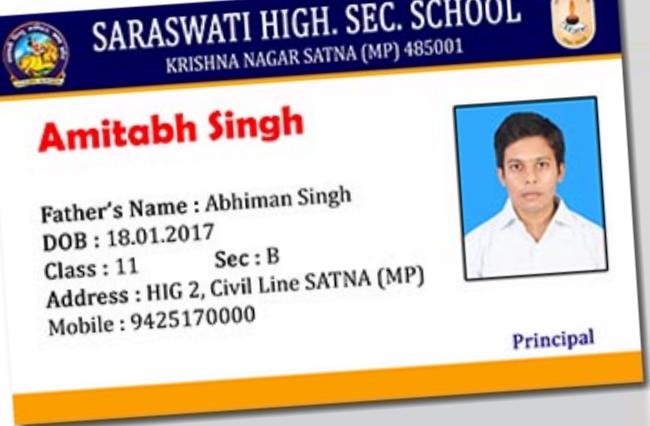 SARASWATI HIGH. SEC. SCHOOL
KRISHNA NAGAR SATNA (MP) 485001
Amitabh Singh
Father's Name : Abhiman Singh
DOB : 18.01.2017
Class : 11 Sec : B
Address : HIG 2, Civil Line SATNA (MP)
Mobile : 9425170000
Principal